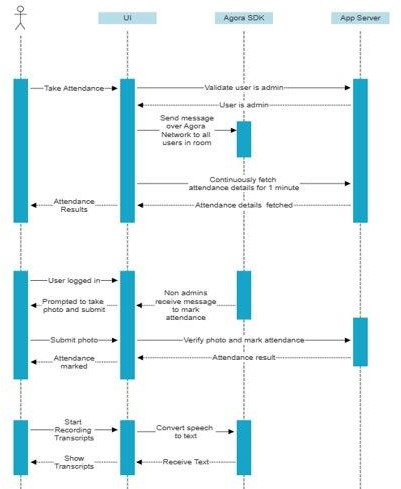 UI
Agora SDK
App Server
Take Attendance
Validate user is admin
User is admin
Send message
over Agora
Network to all
users in room
Continuously fetch
attendance details for 1 minute
Attendance
Results
Attendance details fetched
User logged in
Non admins
receive message
to mark
attendance
Prompted to take
photo and submit
Submit photo
Verify photo and mark attendance
Attendance
marked
Attendance result
Start
Recording
Transcripts
Convert speech
to text
Show
Transcripts
Receive Text